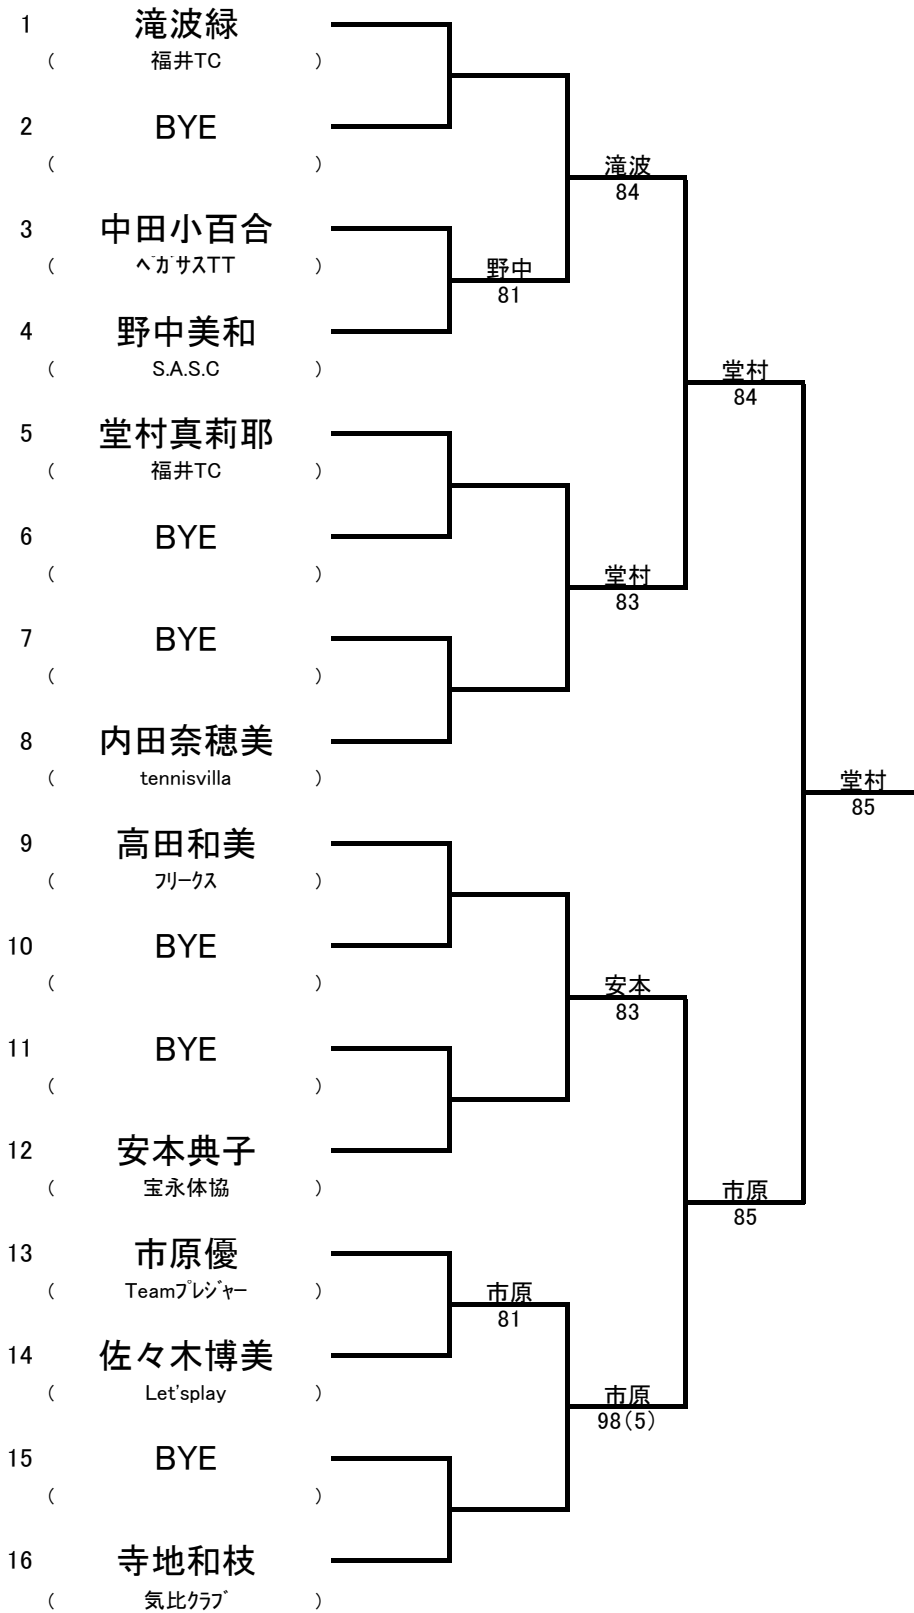 1 滝波緑
( 福井TC )
2 BYE
( )
滝波
84
3 中田小百合
( ﾍﾟｶﾞｻｽTT )
野中
81
4 野中美和
( S.A.S.C )
堂村
84
5 堂村真莉耶
( 福井TC )
6 BYE
( )
堂村
83
7 BYE
( )
8 内田奈穂美
( tennisvilla )
堂村
85
9 高田和美
( ﾌﾘｰｸｽ )
10 BYE
( )
安本
83
11 BYE
( )
12 安本典子
( 宝永体協 )
市原
85
13 市原優
( Teamﾌﾟﾚｼﾞｬｰ )
市原
81
14 佐々木博美
( Let'splay )
市原
98(5)
15 BYE
( )
16 寺地和枝
( 気比ｸﾗﾌﾞ )